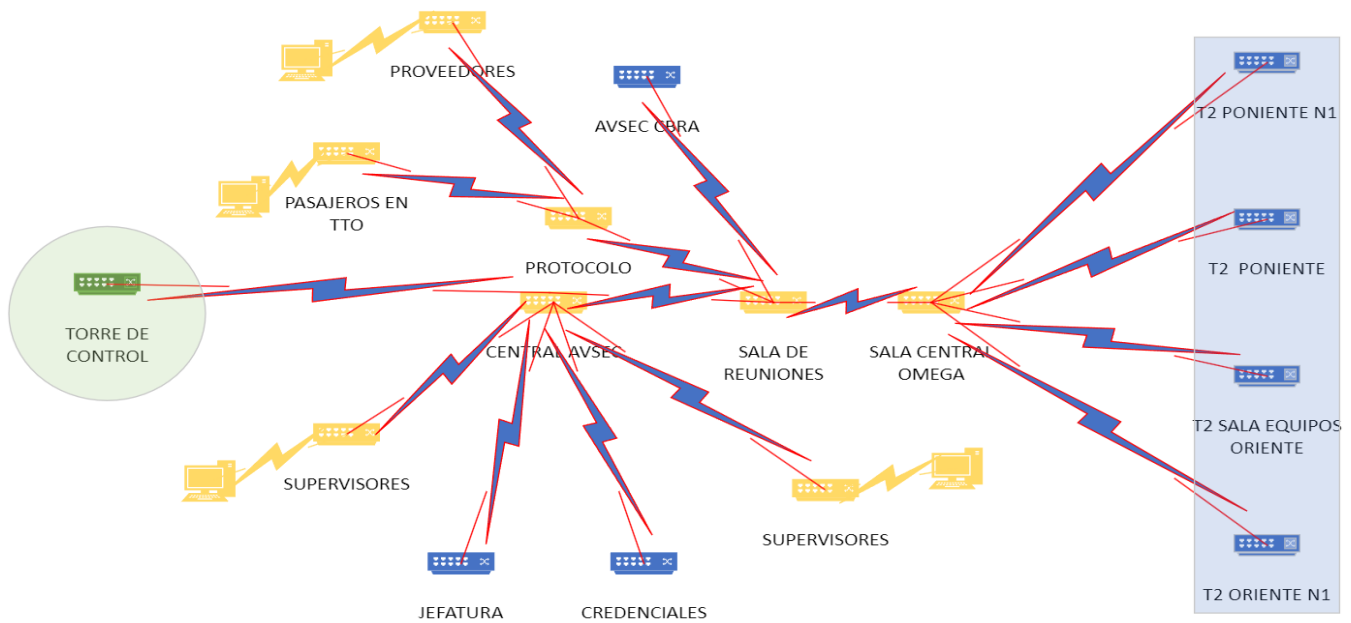 PROVEEDORES
AVSEC CBRA
T2 PONIENTE N1
PASAJEROS EN
TTO
PROTOCOLO
T2  PONIENTE
TORRE DE
CONTROL
CENTRAL AVSEC
SALA DE
REUNIONES
SALA CENTRAL
OMEGA
T2 SALA EQUIPOS
ORIENTE
SUPERVISORES
SUPERVISORES
JEFATURA
CREDENCIALES
T2 ORIENTE N1